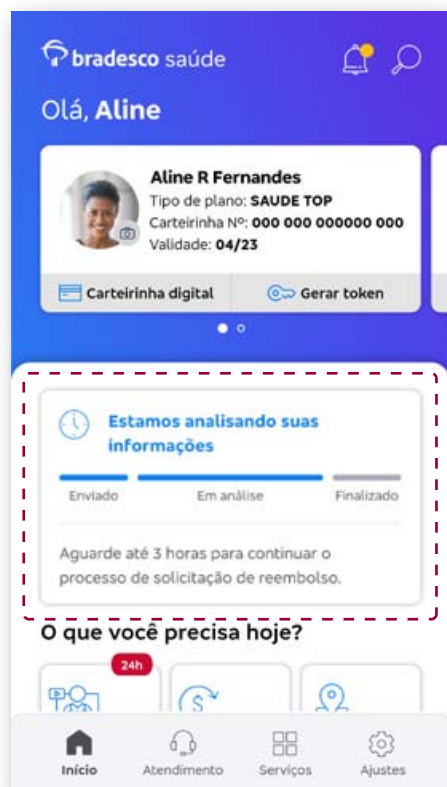 bradesco saúde
Olá, Aline
Aline R Fernandes
Tipo de plano: SAUDE TOP
Carteirinha Nº: 000 000 000000 000
Validade: 04/23
Carteirinha digital
Gerar token
Estamos analisando suas
informações
Enviado
Em análise
Finalizado
Aguarde até 3 horas para continuar o
processo de solicitação de reembolso.
O que você precisa hoje?
24h
Início
Atendimento
Serviços
Ajustes